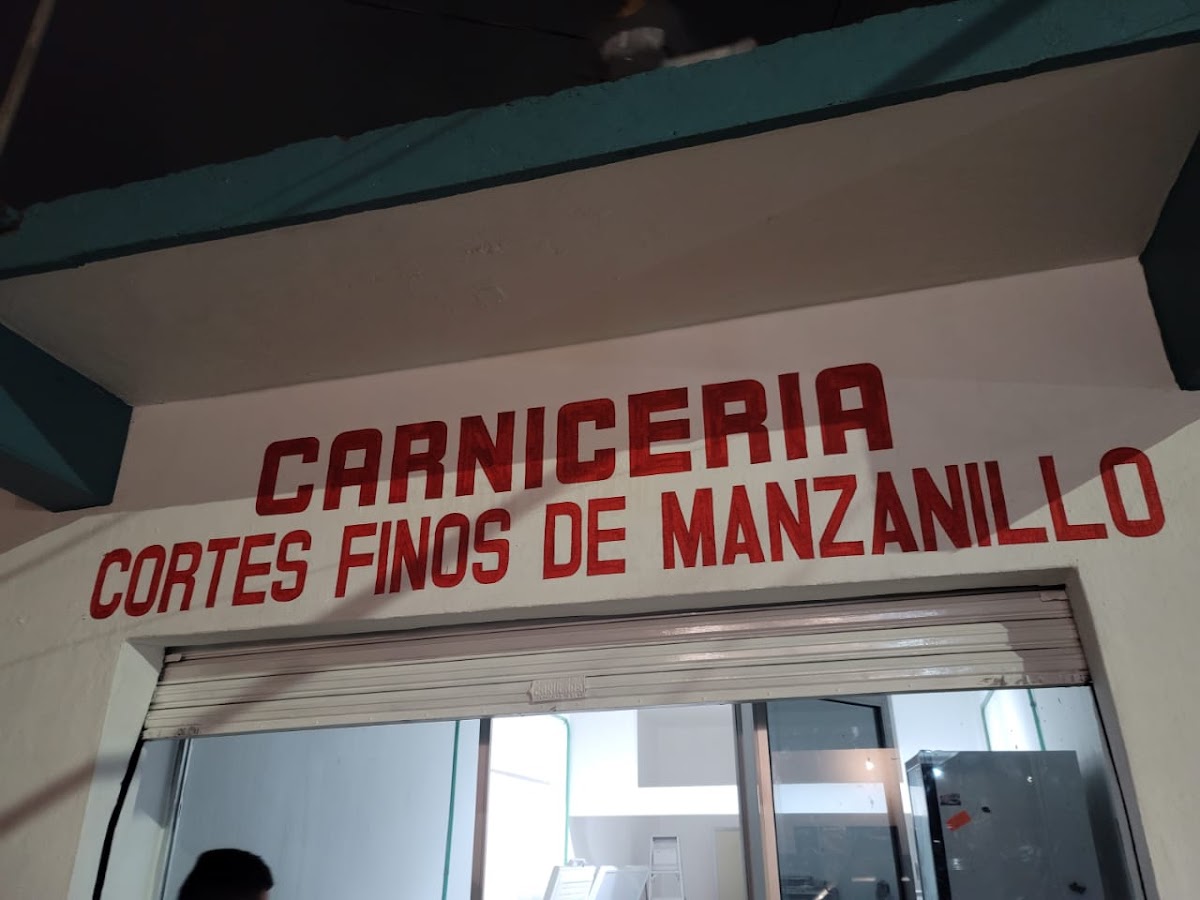 CARNICERIA
CORTES FINOS DE MANZANILLO